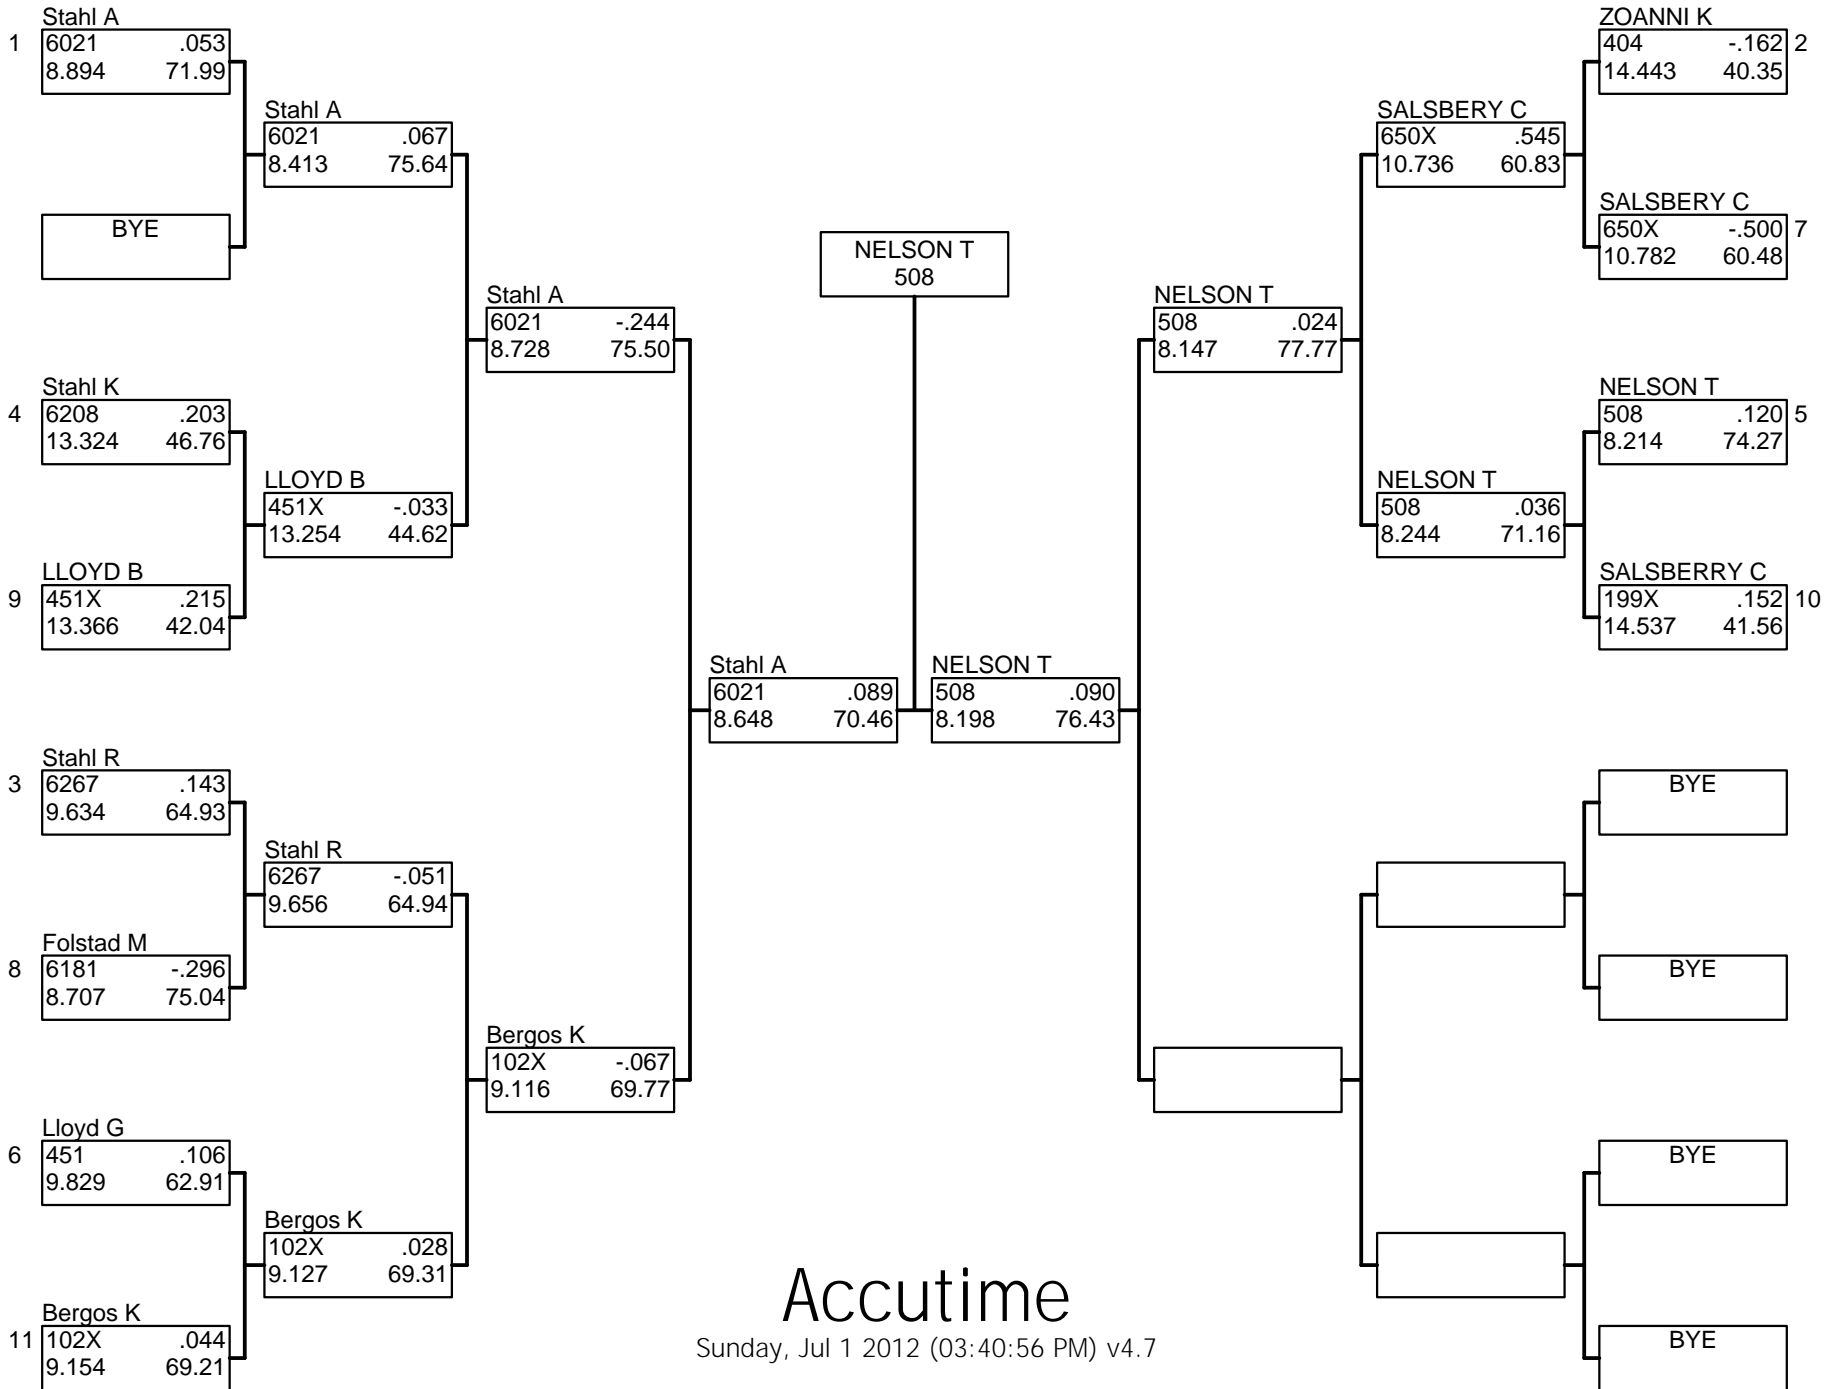 Stahl A
1 6021 .053
8.894 71.99
BYE
Stahl K
4 6208 .203
13.324 46.76
LLOYD B
9 451X .215
13.366 42.04
Stahl R
3 6267 .143
9.634 64.93
Folstad M
8 6181 -.296
8.707 75.04
Lloyd G
6 451 .106
9.829 62.91
Bergos K
11 102X .044
9.154 69.21
Stahl A
6021 .067
8.413 75.64
LLOYD B
451X -.033
13.254 44.62
Stahl R
6267 -.051
9.656 64.94
Bergos K
102X .028
9.127 69.31
Stahl A
6021 -.244
8.728 75.50
Bergos K
102X -.067
9.116 69.77
Stahl A
6021 .089
8.648 70.46
NELSON T
508
NELSON T
508 .090
8.198 76.43
NELSON T
508 .024
8.147 77.77
SALSBERY C
650X .545
10.736 60.83
NELSON T
508 .036
8.244 71.16
ZOANNI K
404 -.162 2
14.443 40.35
SALSBERY C
650X -.500 7
10.782 60.48
NELSON T
508 .120 5
8.214 74.27
SALSBERRY C
199X .152 10
14.537 41.56
BYE
BYE
BYE
BYE
Accutime
Sunday, Jul 1 2012 (03:40:56 PM) v4.7